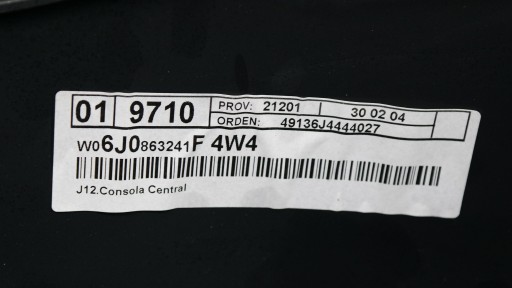 01 9710 PROV: 21201 30 02 04
ORDEN: 49136J4444027
W06J0863241F 4W4
J12.Consola Central